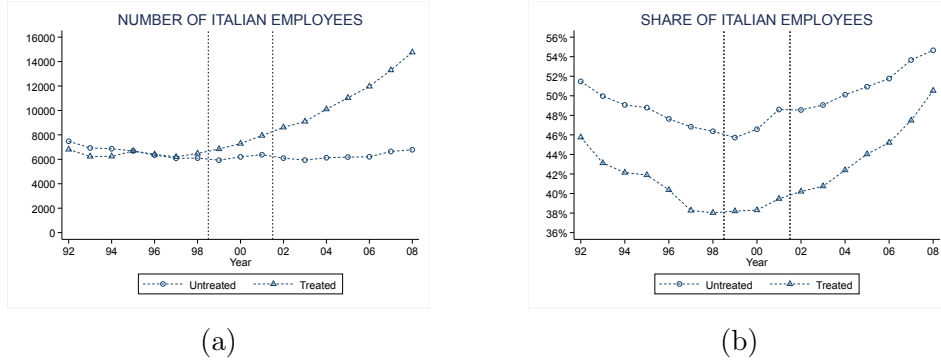 NUMBER OF ITALIAN EMPLOYEES
16000
14000
12000
10000
8000
6000
4000
2000
0
92 94 96 98 00 02 04 06 08
Year
Untreated Treated
(a)
SHARE OF ITALIAN EMPLOYEES
56%
54%
52%
50%
48%
46%
44%
42%
40%
38%
36%
92 94 96 98 00 02 04 06 08
Year
Untreated Treated
(b)